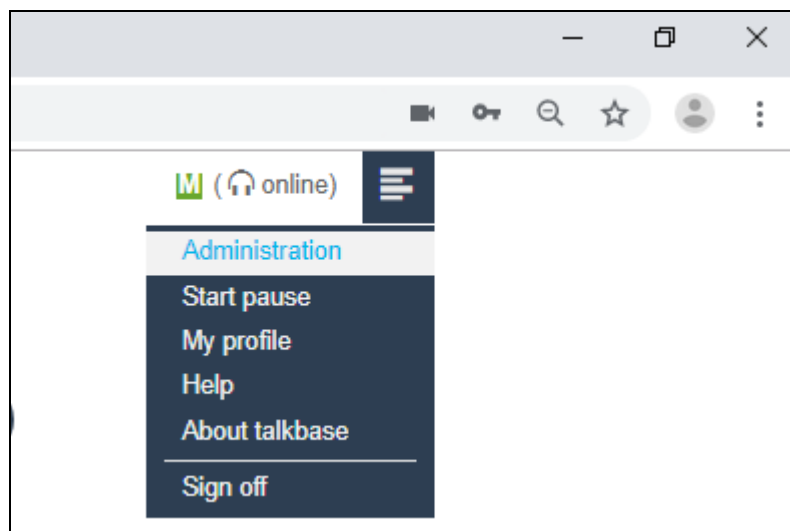 M ( online)
Administration
Start pause
My profile
Help
About talkbase
Sign off